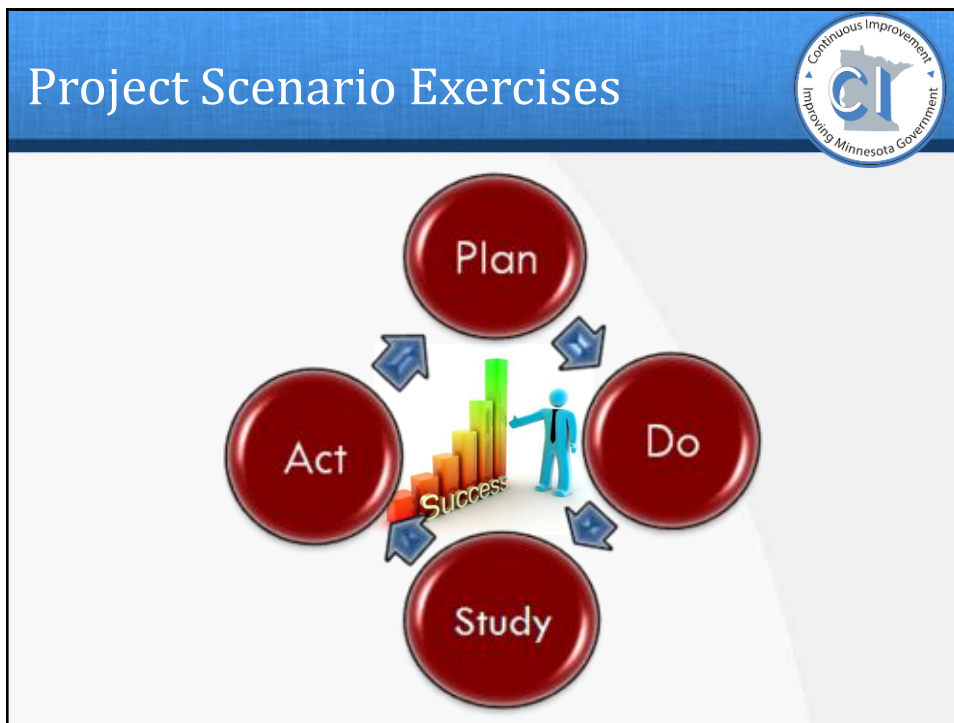 Project Scenario Exercises
Continuous Improvement
CI
Improving Minnesota Government
Plan
Act
Do
Success
Study